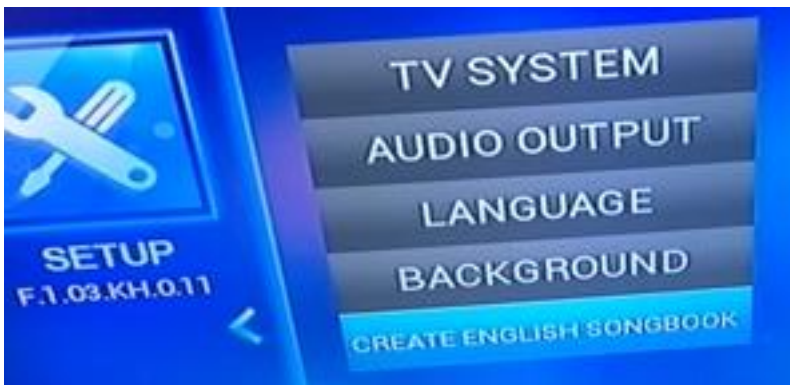 SETUP
F.1.03.KH.0.11
TV SYSTEM
AUDIO OUTPUT
LANGUAGE
BACKGROUND
CREATE ENGLISH SONGBOOK